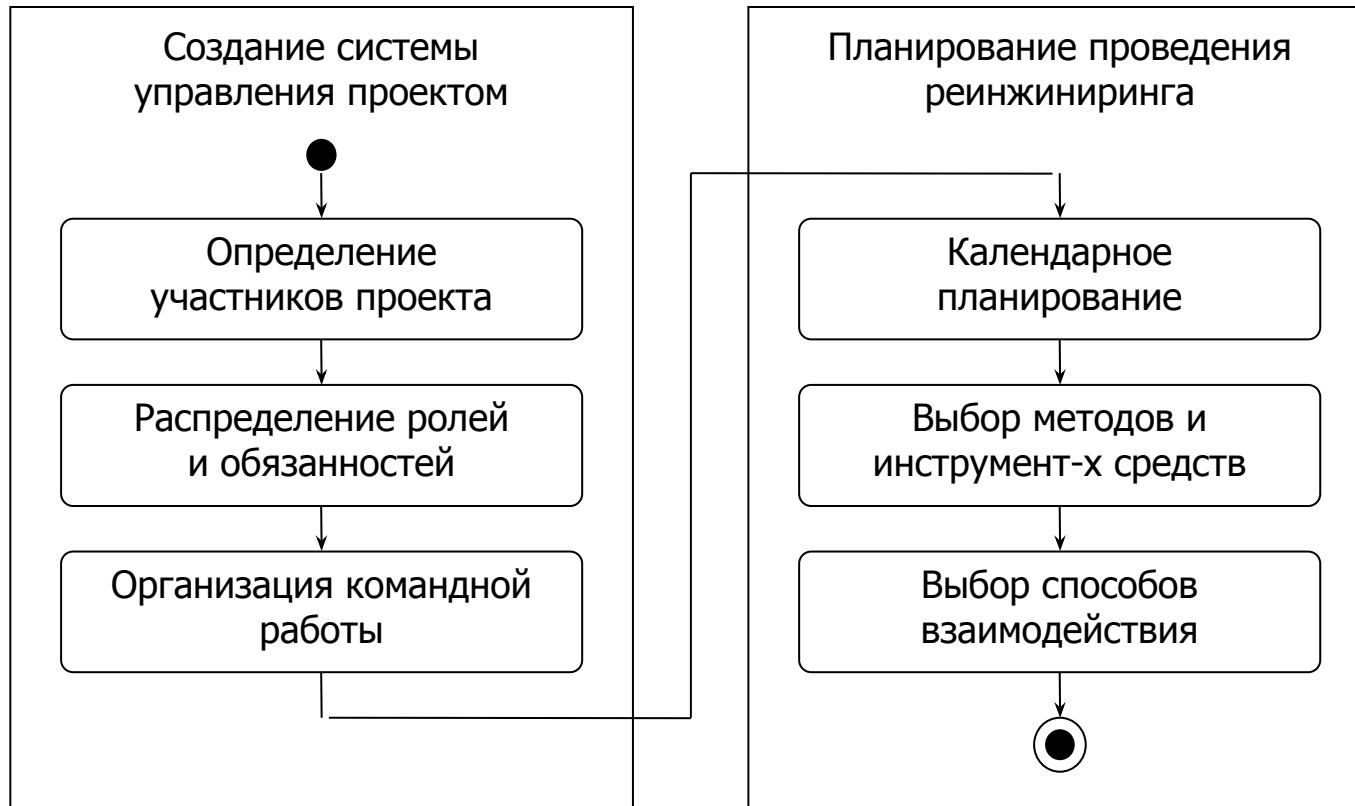 Создание системы
управления проектом
Определение
участников проекта
Распределение ролей
и обязанностей
Организация командной
работы
Планирование проведения
реинжиниринга
Календарное
планирование
Выбор методов и
инструмент-х средств
Выбор способов
взаимодействия